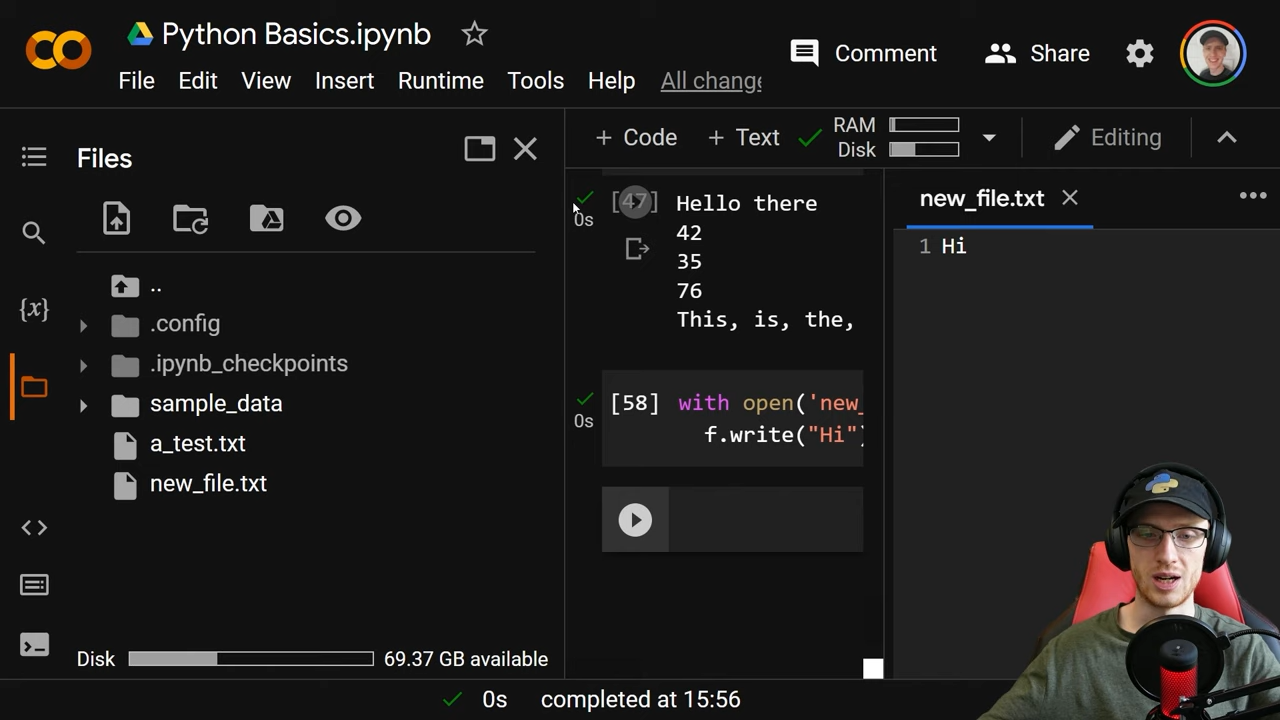 Python Basics.ipynb
Comment
Share
File Edit View Insert Runtime Tools Help All change
Files
+ Code + Text
RAM
Disk
Editing
new_file.txt
..
.config
.ipynb_checkpoints
sample_data
a_test.txt
new_file.txt
{x}
<>
0s
[47] Hello there
42
35
76
This, is, the,
[58] with open('new_
f.write("Hi")
0s
1 Hi
Disk 69.37 GB available
0s completed at 15:56